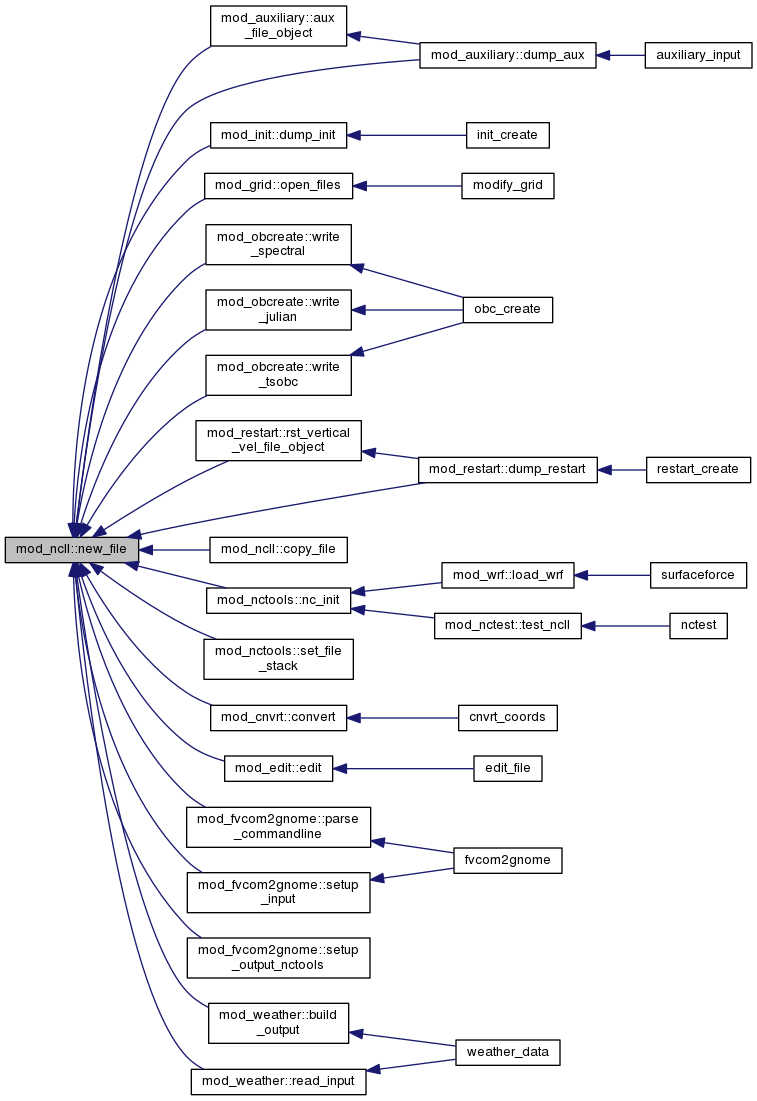 mod_auxiliary::aux
_file_object
mod_auxiliary::dump_aux
auxiliary_input
mod_init::dump_init
init_create
mod_grid::open_files
modify_grid
mod_obcreate::write
_spectral
mod_obcreate::write
_julian
obc_create
mod_obcreate::write
_tsobc
mod_restart::rst_vertical
_vel_file_object
mod_restart::dump_restart
restart_create
mod_ncll::new_file
mod_ncll::copy_file
mod_nctools::nc_init
mod_wrf::load_wrf
surfaceforce
mod_nctest::test_ncll
nctest
mod_nctools::set_file
_stack
mod_cnvrt::convert
cnvrt_coords
mod_edit::edit
edit_file
mod_fvcom2gnome::parse
_commandline
fvcom2gnome
mod_fvcom2gnome::setup
_input
mod_fvcom2gnome::setup
_output_nctools
mod_weather::build
_output
weather_data
mod_weather::read_input